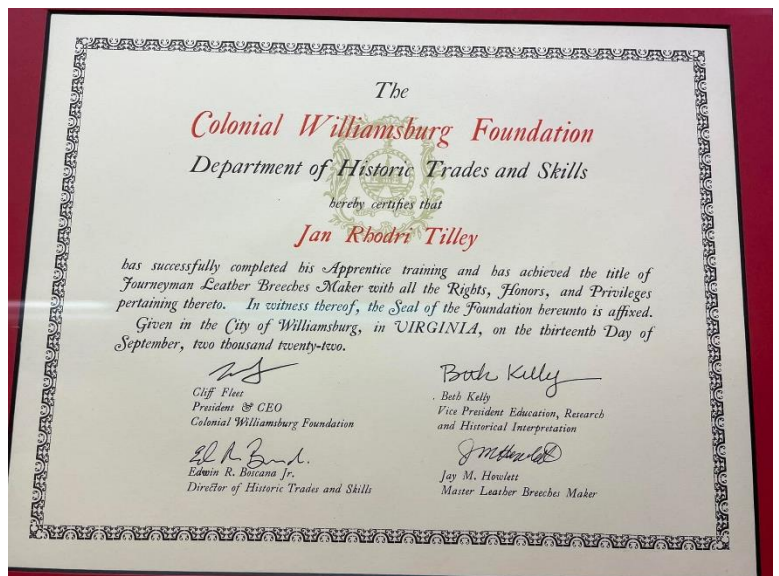 The
Colonial Williamsburg Foundation
Department of Historic Trades and Skills
hereby certifies that
Jan Rhodri Tilley
has successfully completed his Apprentice training and has achieved the title of
Journeyman Leather Breeches Maker with all the Rights, Honors, and Privileges
pertaining thereto. In witness thereof, the Seal of the Foundation hereunto is affixed.
Given in the City of Williamsburg, in VIRGINIA, on the thirteenth Day of
September, two thousand twenty-two.
Cliff Fleet
President & CEO
Colonial Williamsburg Foundation
Beth Kelly
Beth Kelly
Vice President Education, Research
and Historical Interpretation
Edwin R. Boscana Jr.
Director of Historic Trades and Skills
Jay M. Howlett
Master Leather Breeches Maker